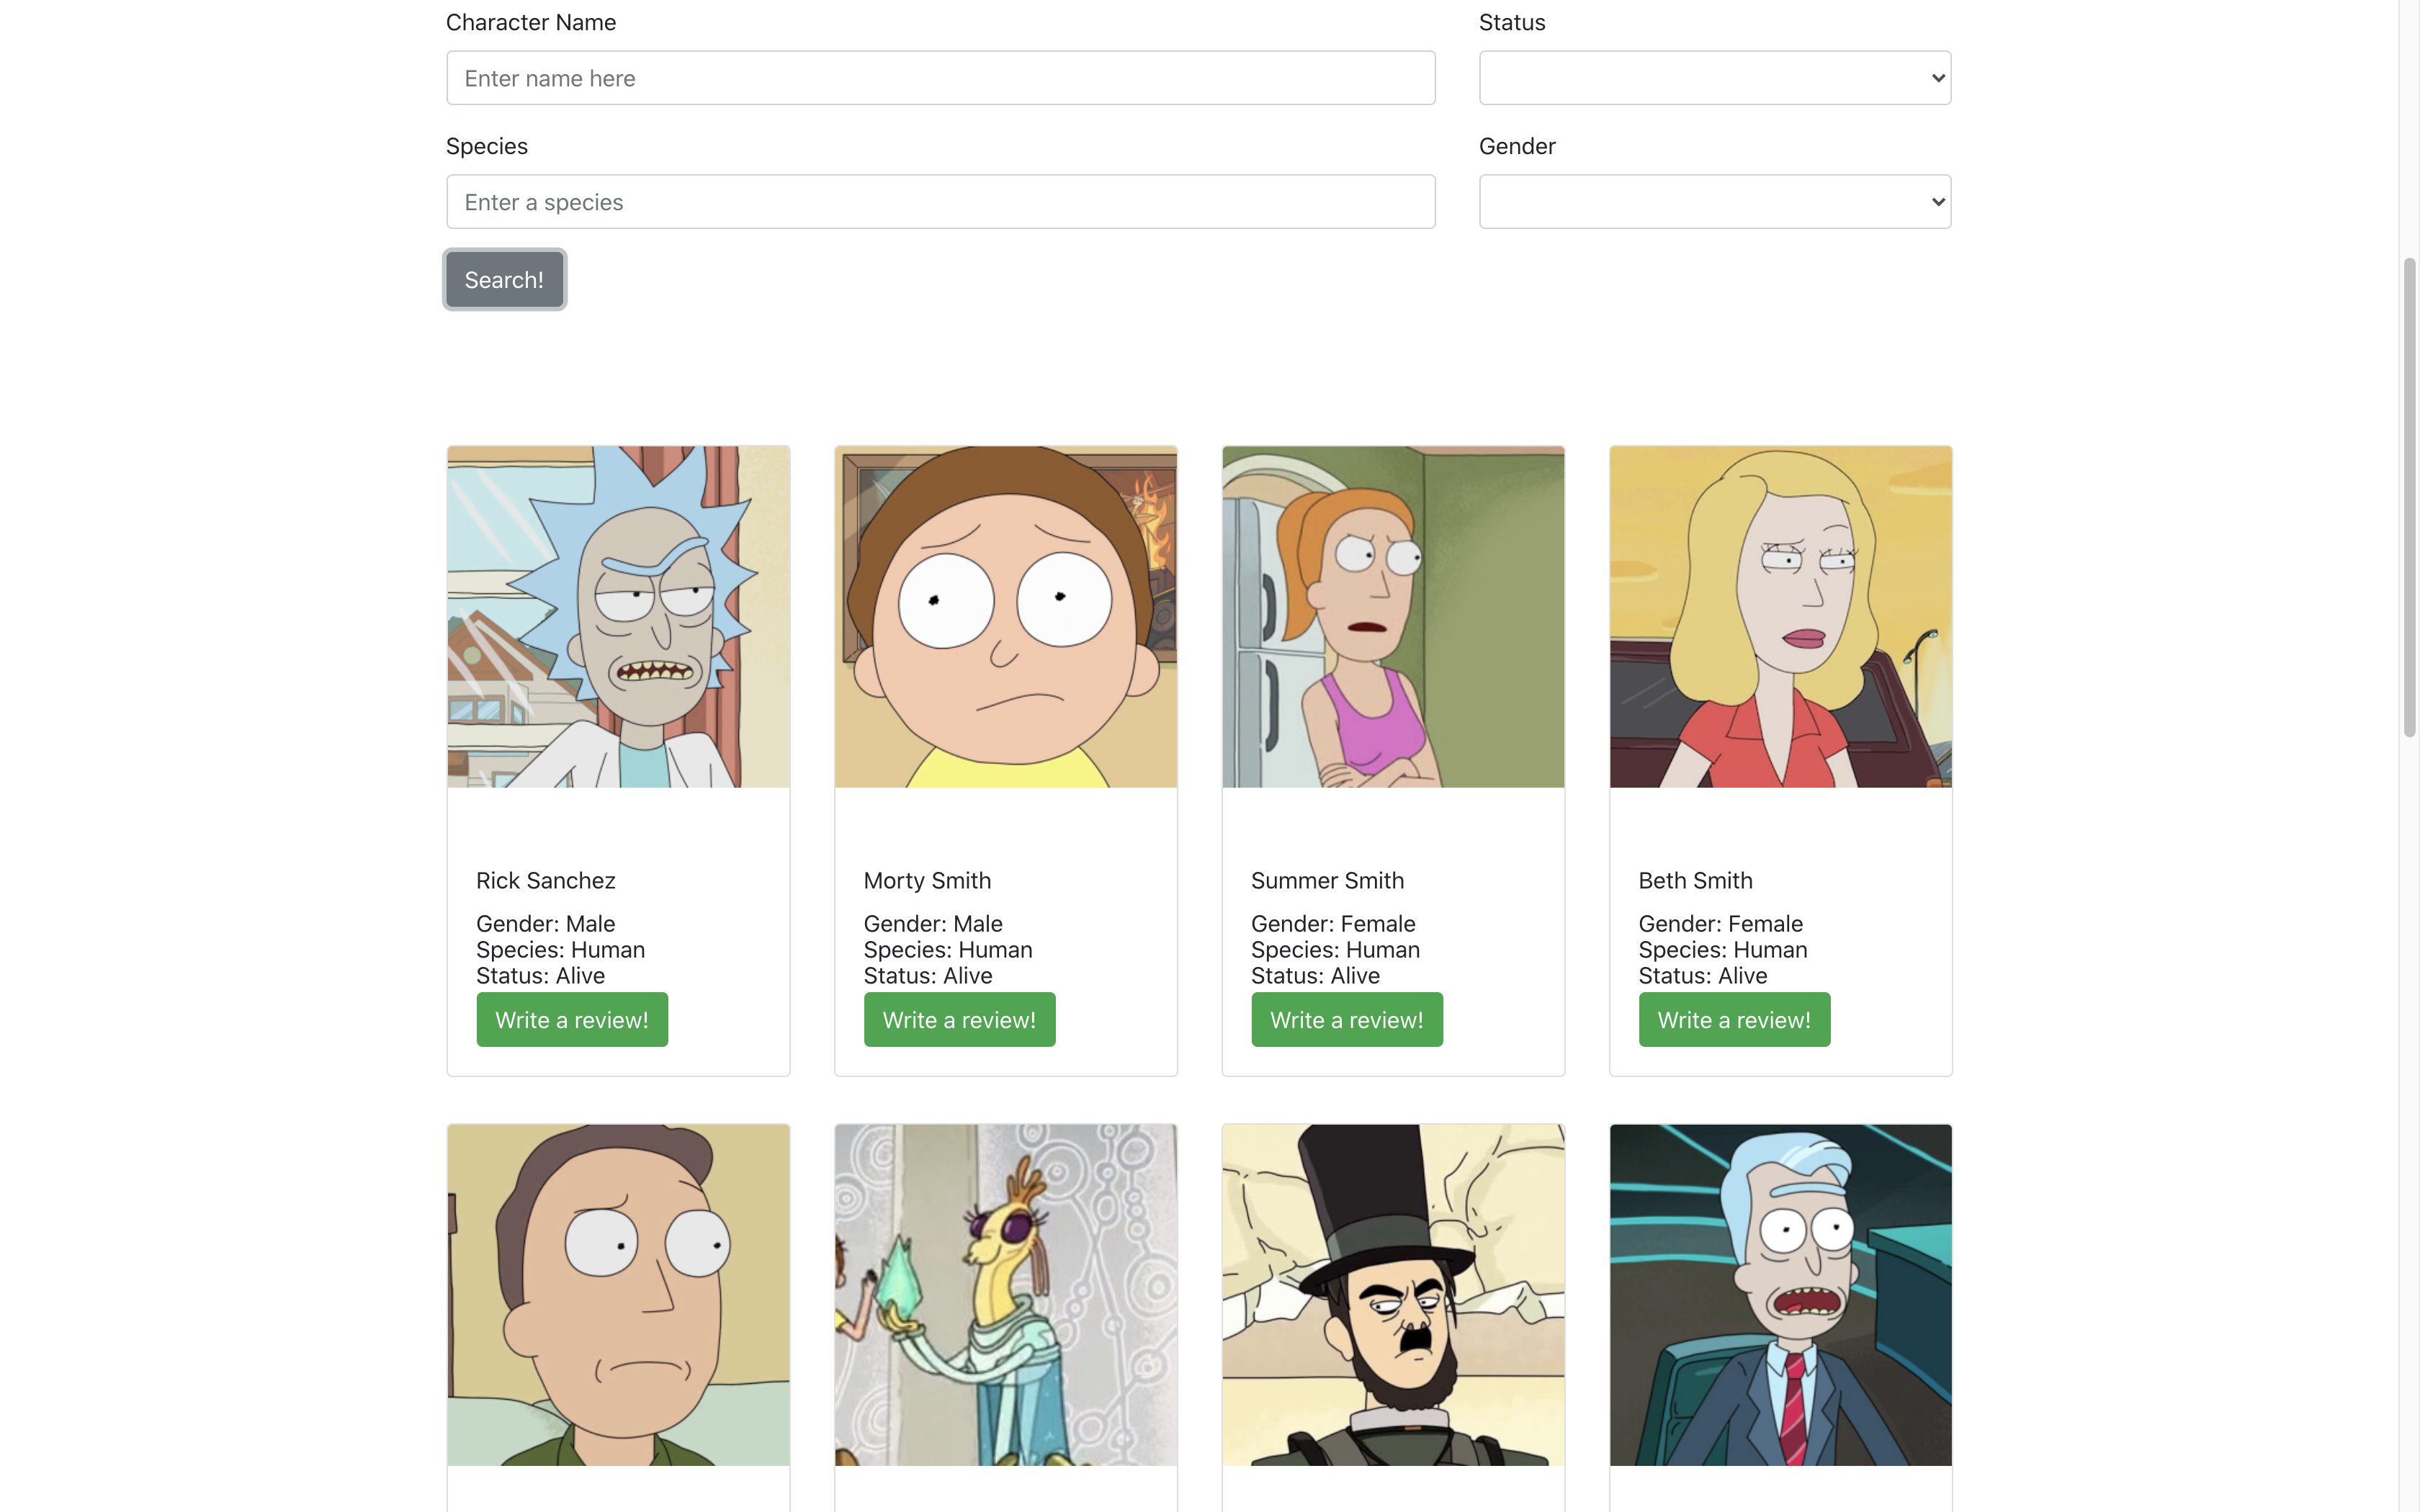 Character Name
Status
Enter name here
Species
Gender
Enter a species
Search!
Rick Sanchez
Gender: Male
Species: Human
Status: Alive
Write a review!
Morty Smith
Gender: Male
Species: Human
Status: Alive
Write a review!
Summer Smith
Gender: Female
Species: Human
Status: Alive
Write a review!
Beth Smith
Gender: Female
Species: Human
Status: Alive
Write a review!